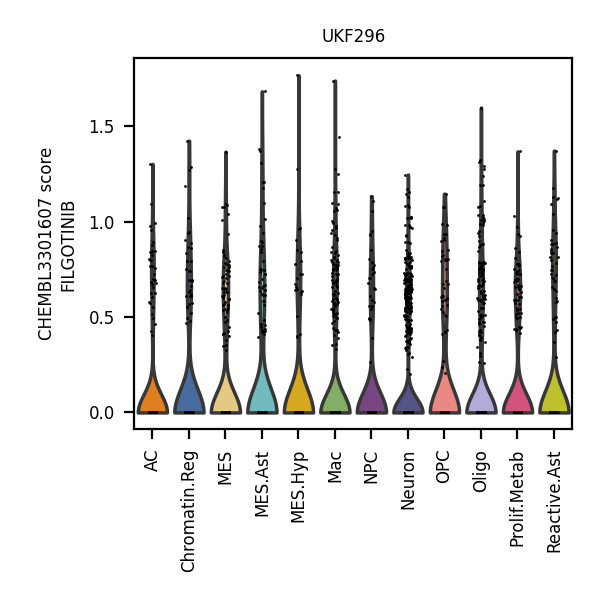 UKF296
CHEMBL3301607 score
FILGOTINIB
1.5
1.0
0.5
0.0
AC
Chromatin.Reg
MES
MES.Ast
MES.Hyp
Mac
NPC
Neuron
OPC
Oligo
Prolif.Metab
Reactive.Ast